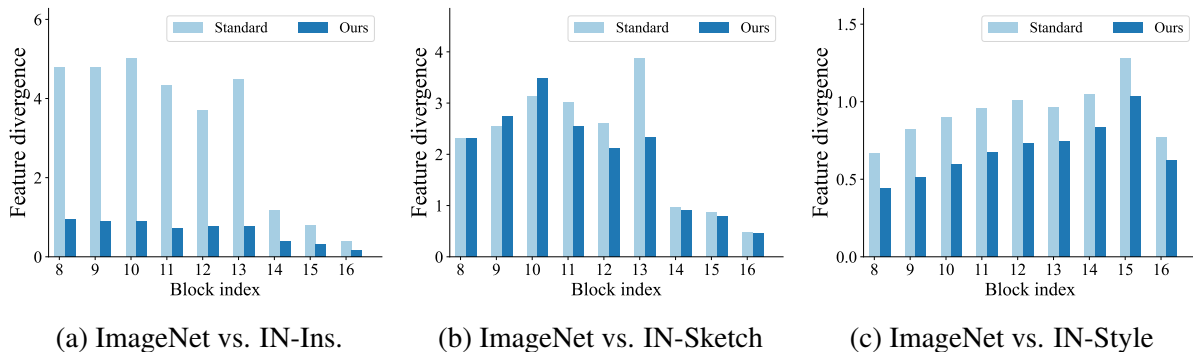 6
4
2
0
Feature divergence
Standard Ours
8 9 10 11 12 13 14 15 16
Block index
(a) ImageNet vs. IN-Ins.
4
3
2
1
0
Feature divergence
Standard Ours
8 9 10 11 12 13 14 15 16
Block index
(b) ImageNet vs. IN-Sketch
1.5
1.0
0.5
0.0
Feature divergence
Standard Ours
8 9 10 11 12 13 14 15 16
Block index
(c) ImageNet vs. IN-Style